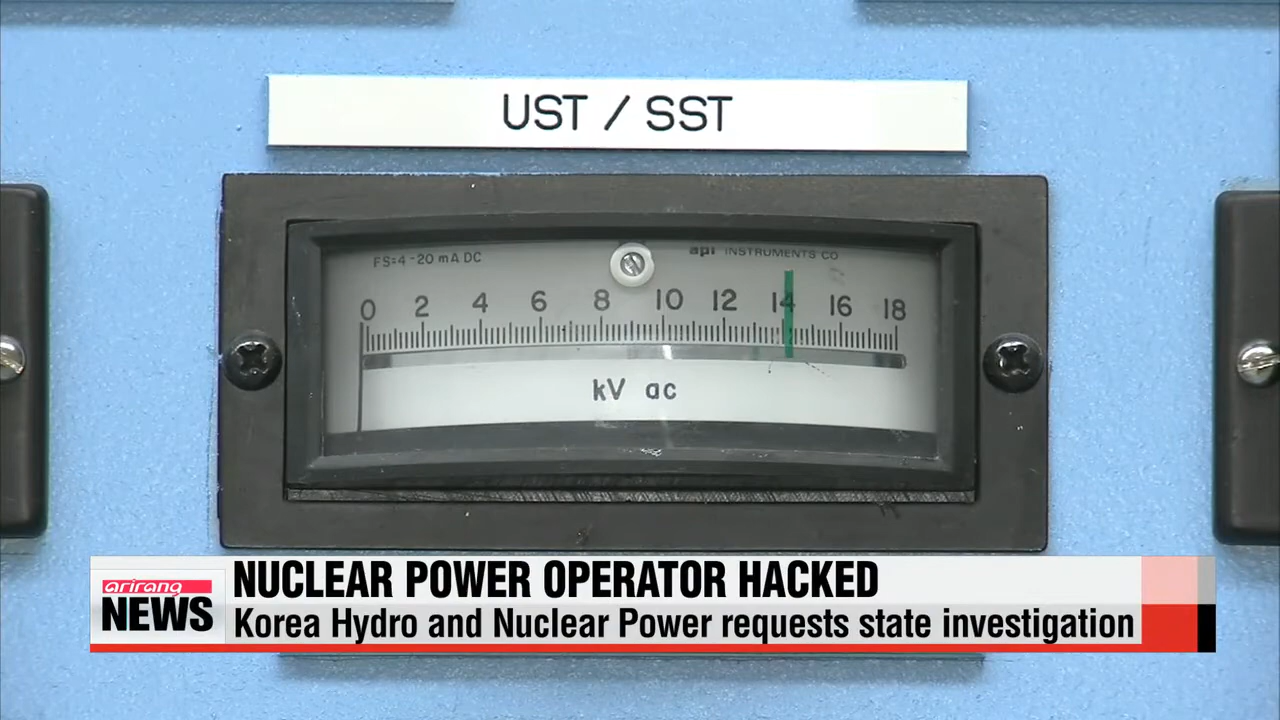 UST / SST
FS=4-20 mA DC
api INSTRUMENTS CO
0 2 4 6 8 10 12 14 16 18
kV ac
arirang NEWS
NUCLEAR POWER OPERATOR HACKED
Korea Hydro and Nuclear Power requests state investigation